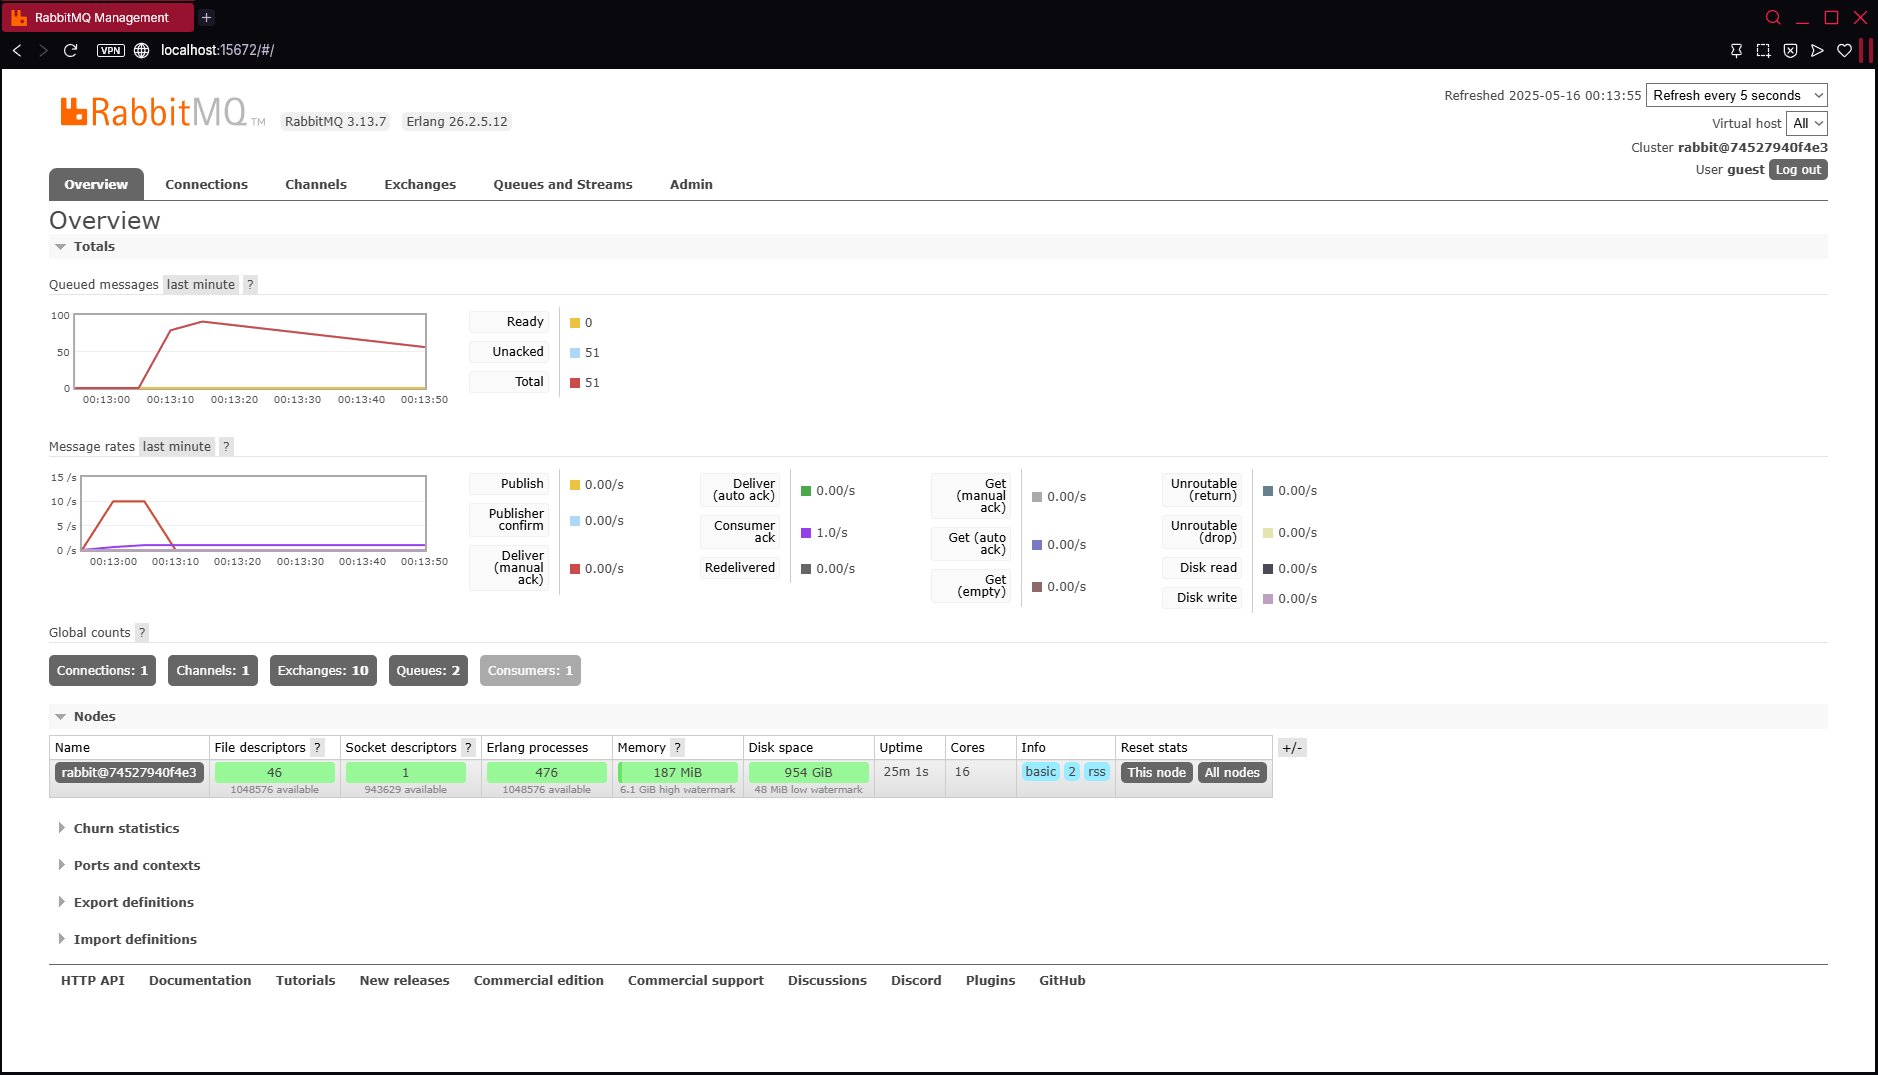 RabbitMQ Management
VPN localhost:15672/#/
RabbitMQ TM RabbitMQ 3.13.7 Erlang 26.2.5.12
Refreshed 2025-05-16 00:13:55 Refresh every 5 seconds
Virtual host All
Cluster rabbit@74527940f4e3
User guest Log out
Overview Connections Channels Exchanges Queues and Streams Admin
Overview
Totals
Queued messages last minute ?
100
50
0
00:13:00 00:13:10 00:13:20 00:13:30 00:13:40 00:13:50
Ready 0
Unacked 51
Total 51
Message rates last minute ?
15 /s
10 /s
5 /s
0 /s
00:13:00 00:13:10 00:13:20 00:13:30 00:13:40 00:13:50
Publish 0.00/s
Publisher
confirm 0.00/s
Deliver
(manual
ack) 0.00/s
Deliver
(auto ack) 0.00/s
Consumer
ack 1.0/s
Redelivered 0.00/s
Get
(manual
ack) 0.00/s
Get (auto
ack) 0.00/s
Get
(empty) 0.00/s
Unroutable
(return) 0.00/s
Unroutable
(drop) 0.00/s
Disk read 0.00/s
Disk write 0.00/s
Global counts ?
Connections: 1 Channels: 1 Exchanges: 10 Queues: 2 Consumers: 1
Nodes
Name File descriptors ? Socket descriptors ? Erlang processes Memory ? Disk space Uptime Cores Info Reset stats +/-
rabbit@74527940f4e3 46 1 476 187 MiB 954 GiB 25m 1s 16 basic 2 rss This node All nodes
1048576 available 943629 available 1048576 available 6.1 GiB high watermark 48 MiB low watermark
Churn statistics
Ports and contexts
Export definitions
Import definitions
HTTP API Documentation Tutorials New releases Commercial edition Commercial support Discussions Discord Plugins GitHub